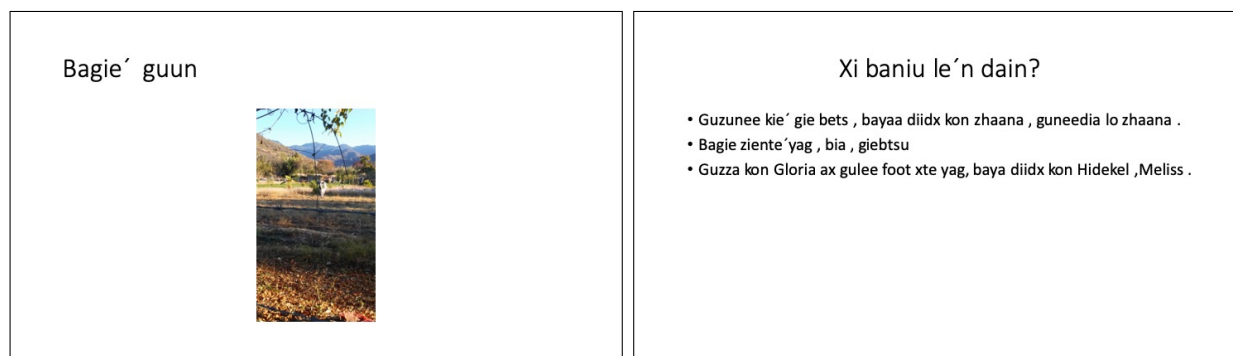 Bagie´ guun
Xi baniu le´n dain?
• Guzunee kie´ gie bets , bayaa diidx kon zhaana , guneedia lo zhaana .
• Bagie ziente´yag , bia , giebtsu
• Guzza kon Gloria ax gulee foot xte yag, baya diidx kon Hidekel ,Meliss .